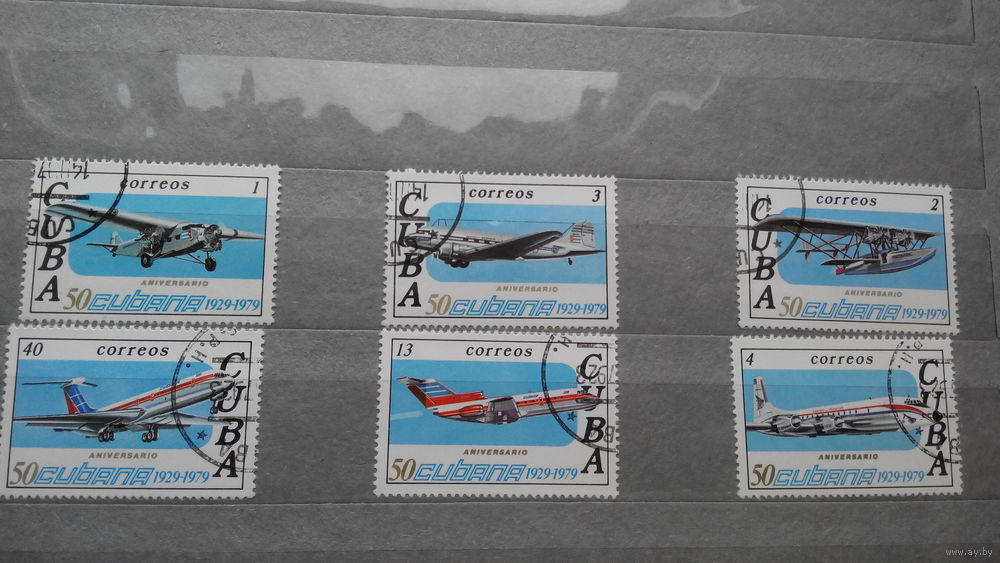 correos 1
CUBA
ANIVERSARIO
50 cubana 1929-1979
correos 3
CUBA
ANIVERSARIO
50 cubana 1929-1979
correos 2
CUBA
ANIVERSARIO
50 cubana 1929-1979
40 correos
CUBA
ANIVERSARIO
50 cubana 1929-1979
13 correos
CUBA
ANIVERSARIO
50 cubana 1929-1979
4 correos
CUBA
ANIVERSARIO
50 cubana 1929-1979
www.ay.by